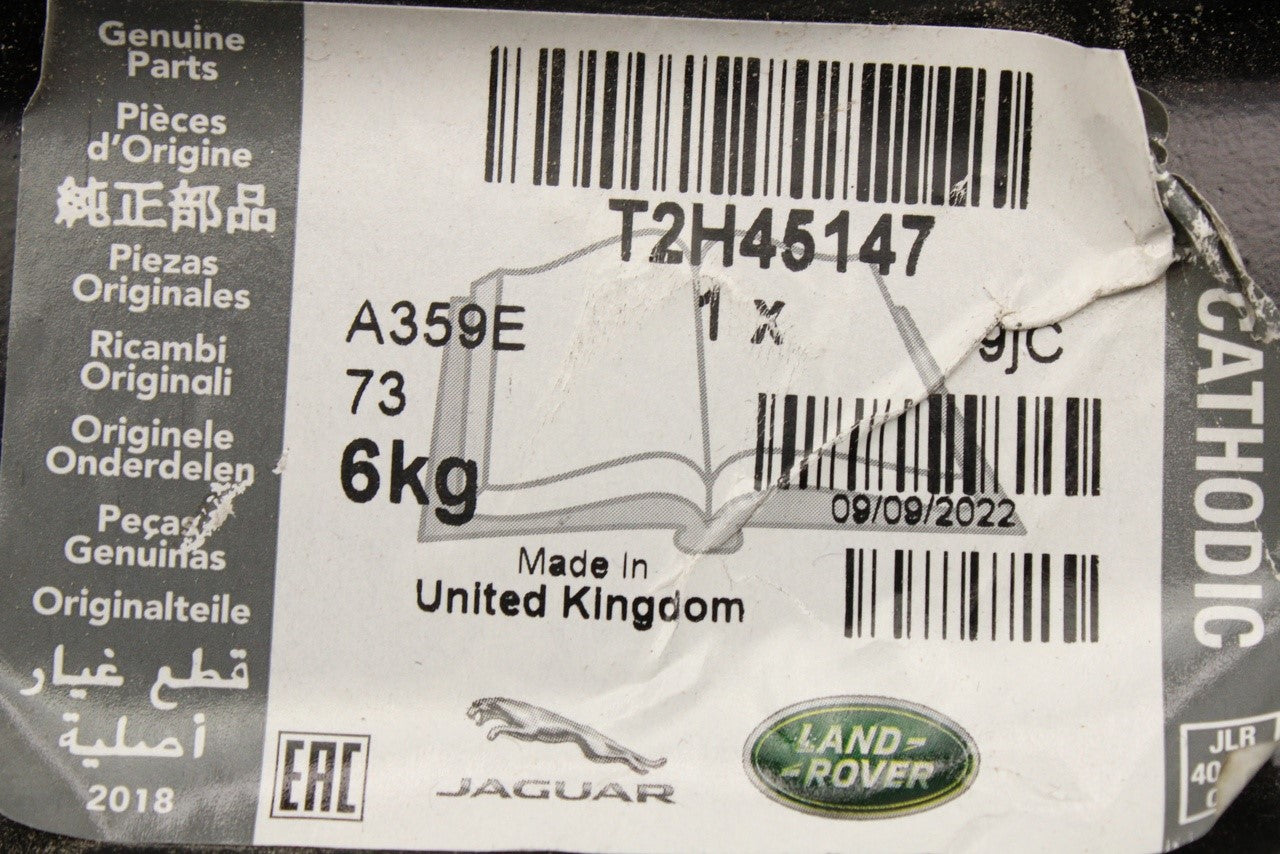 Genuine
Parts
Pièces
d'Origine
純正部品
Piezas
Originales
Ricambi
Originali
Originele
Onderdelen
Peças
Genuinas
Originalteile
قطع غيار
أصلية
2018
T2H45147
A359E
1 x
9jC
73
6kg
09/09/2022
Made In
United Kingdom
EAC
JAGUAR
LAND-
-ROVER
CATHODIC
JLR